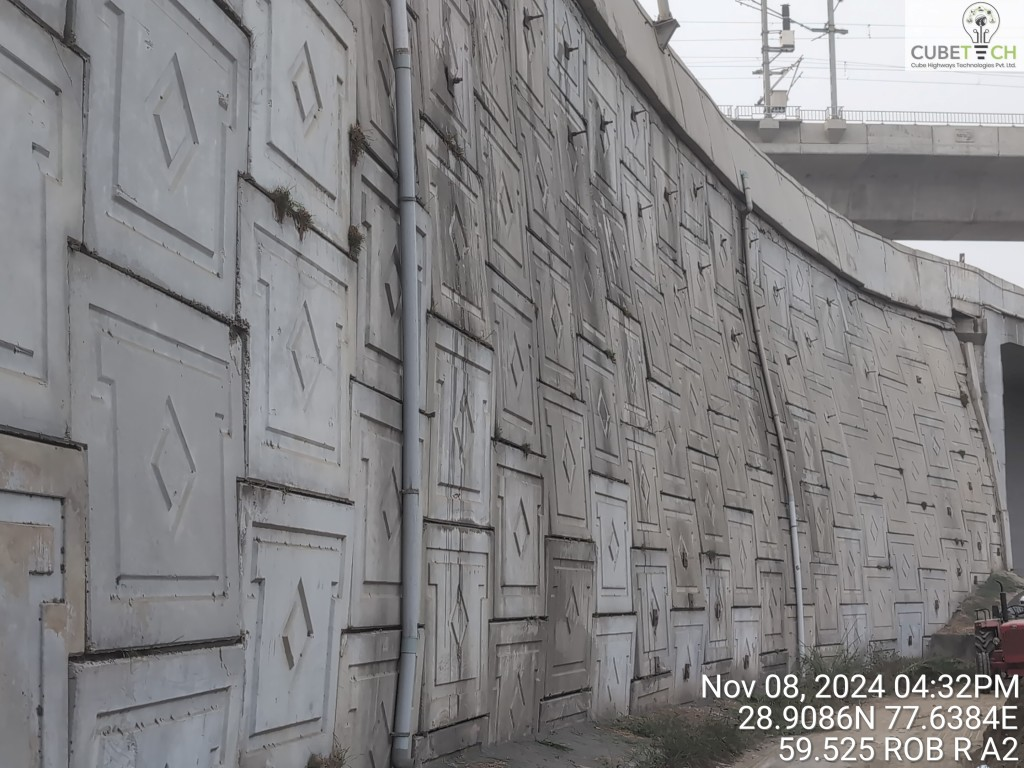 CUBETECH
Cube Highways Technologies Pvt. Ltd.
Nov 08, 2024 04:32PM
28.9086N 77.6384E
59.525 ROB R A2